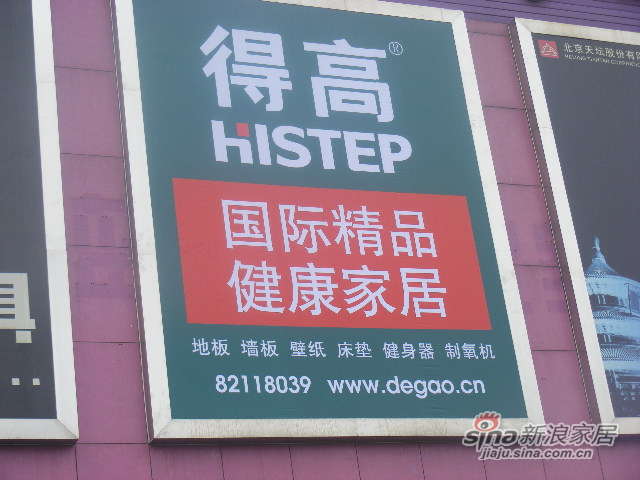 得高®
HISTEP
国际精品
健康家居
地板 墙板 壁纸 床垫 健身器 制氧机
82118039 www.degao.cn
北京天坛股份有限
具
sina新浪家居
jiaju.sina.com.cn